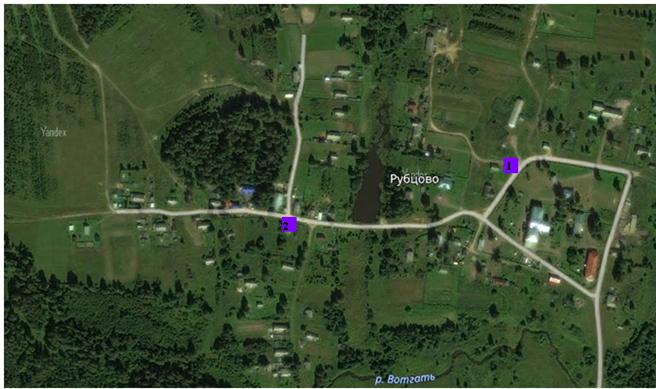 1
Yandex
Рубцово
2
р. Вотгать